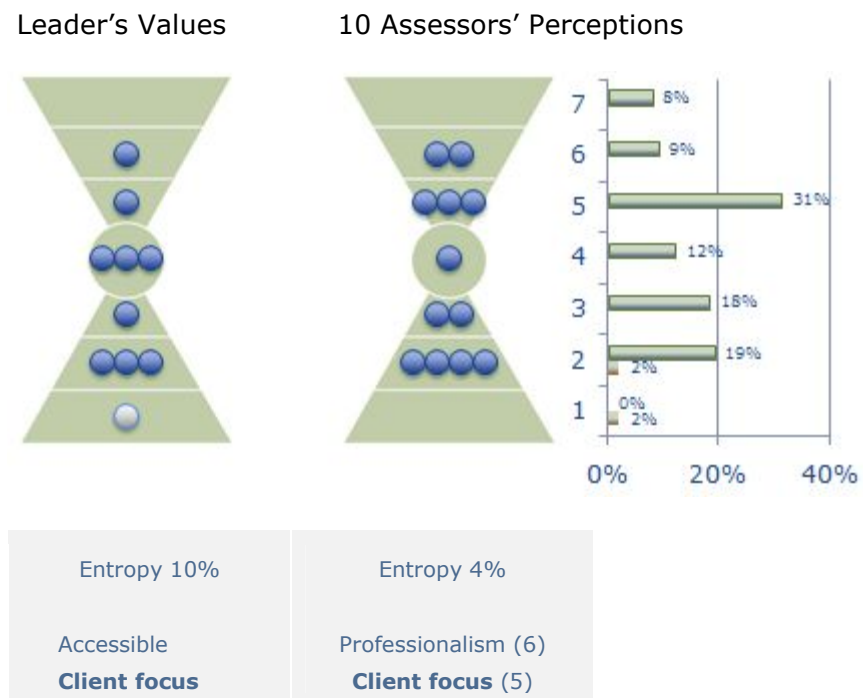 Leader’s Values
10 Assessors’ Perceptions
7
8%
6
9%
5
31%
4
12%
3
18%
2
19%
2%
1
0%
2%
0%
20%
40%
Entropy 10%
Entropy 4%
Accessible
Professionalism (6)
Client focus
Client focus (5)